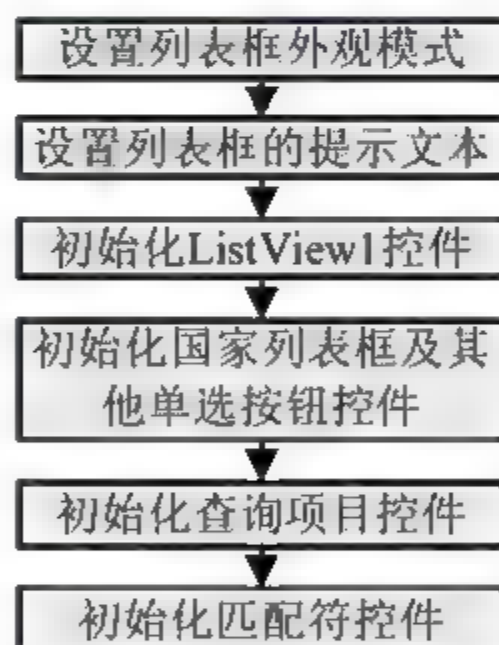 设置列表框外观模式
设置列表框的提示文本
初始化ListView1控件
初始化国家列表框及其
他单选按钮控件
初始化查询项目控件
初始化匹配符控件